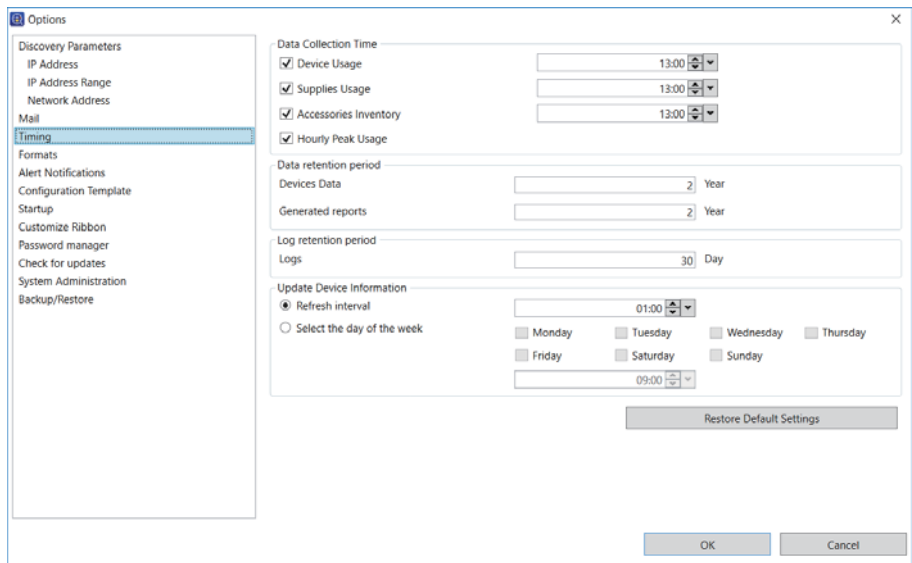 Options
Discovery Parameters
IP Address
IP Address Range
Network Address
Mail
Timing
Formats
Alert Notifications
Configuration Template
Startup
Customize Ribbon
Password manager
Check for updates
System Administration
Backup/Restore
Data Collection Time
Device Usage 13:00
Supplies Usage 13:00
Accessories Inventory 13:00
Hourly Peak Usage
Data retention period
Devices Data 2 Year
Generated reports 2 Year
Log retention period
Logs 30 Day
Update Device Information
Refresh interval 01:00
Select the day of the week
Monday Tuesday Wednesday Thursday
Friday Saturday Sunday
09:00
Restore Default Settings
OK Cancel